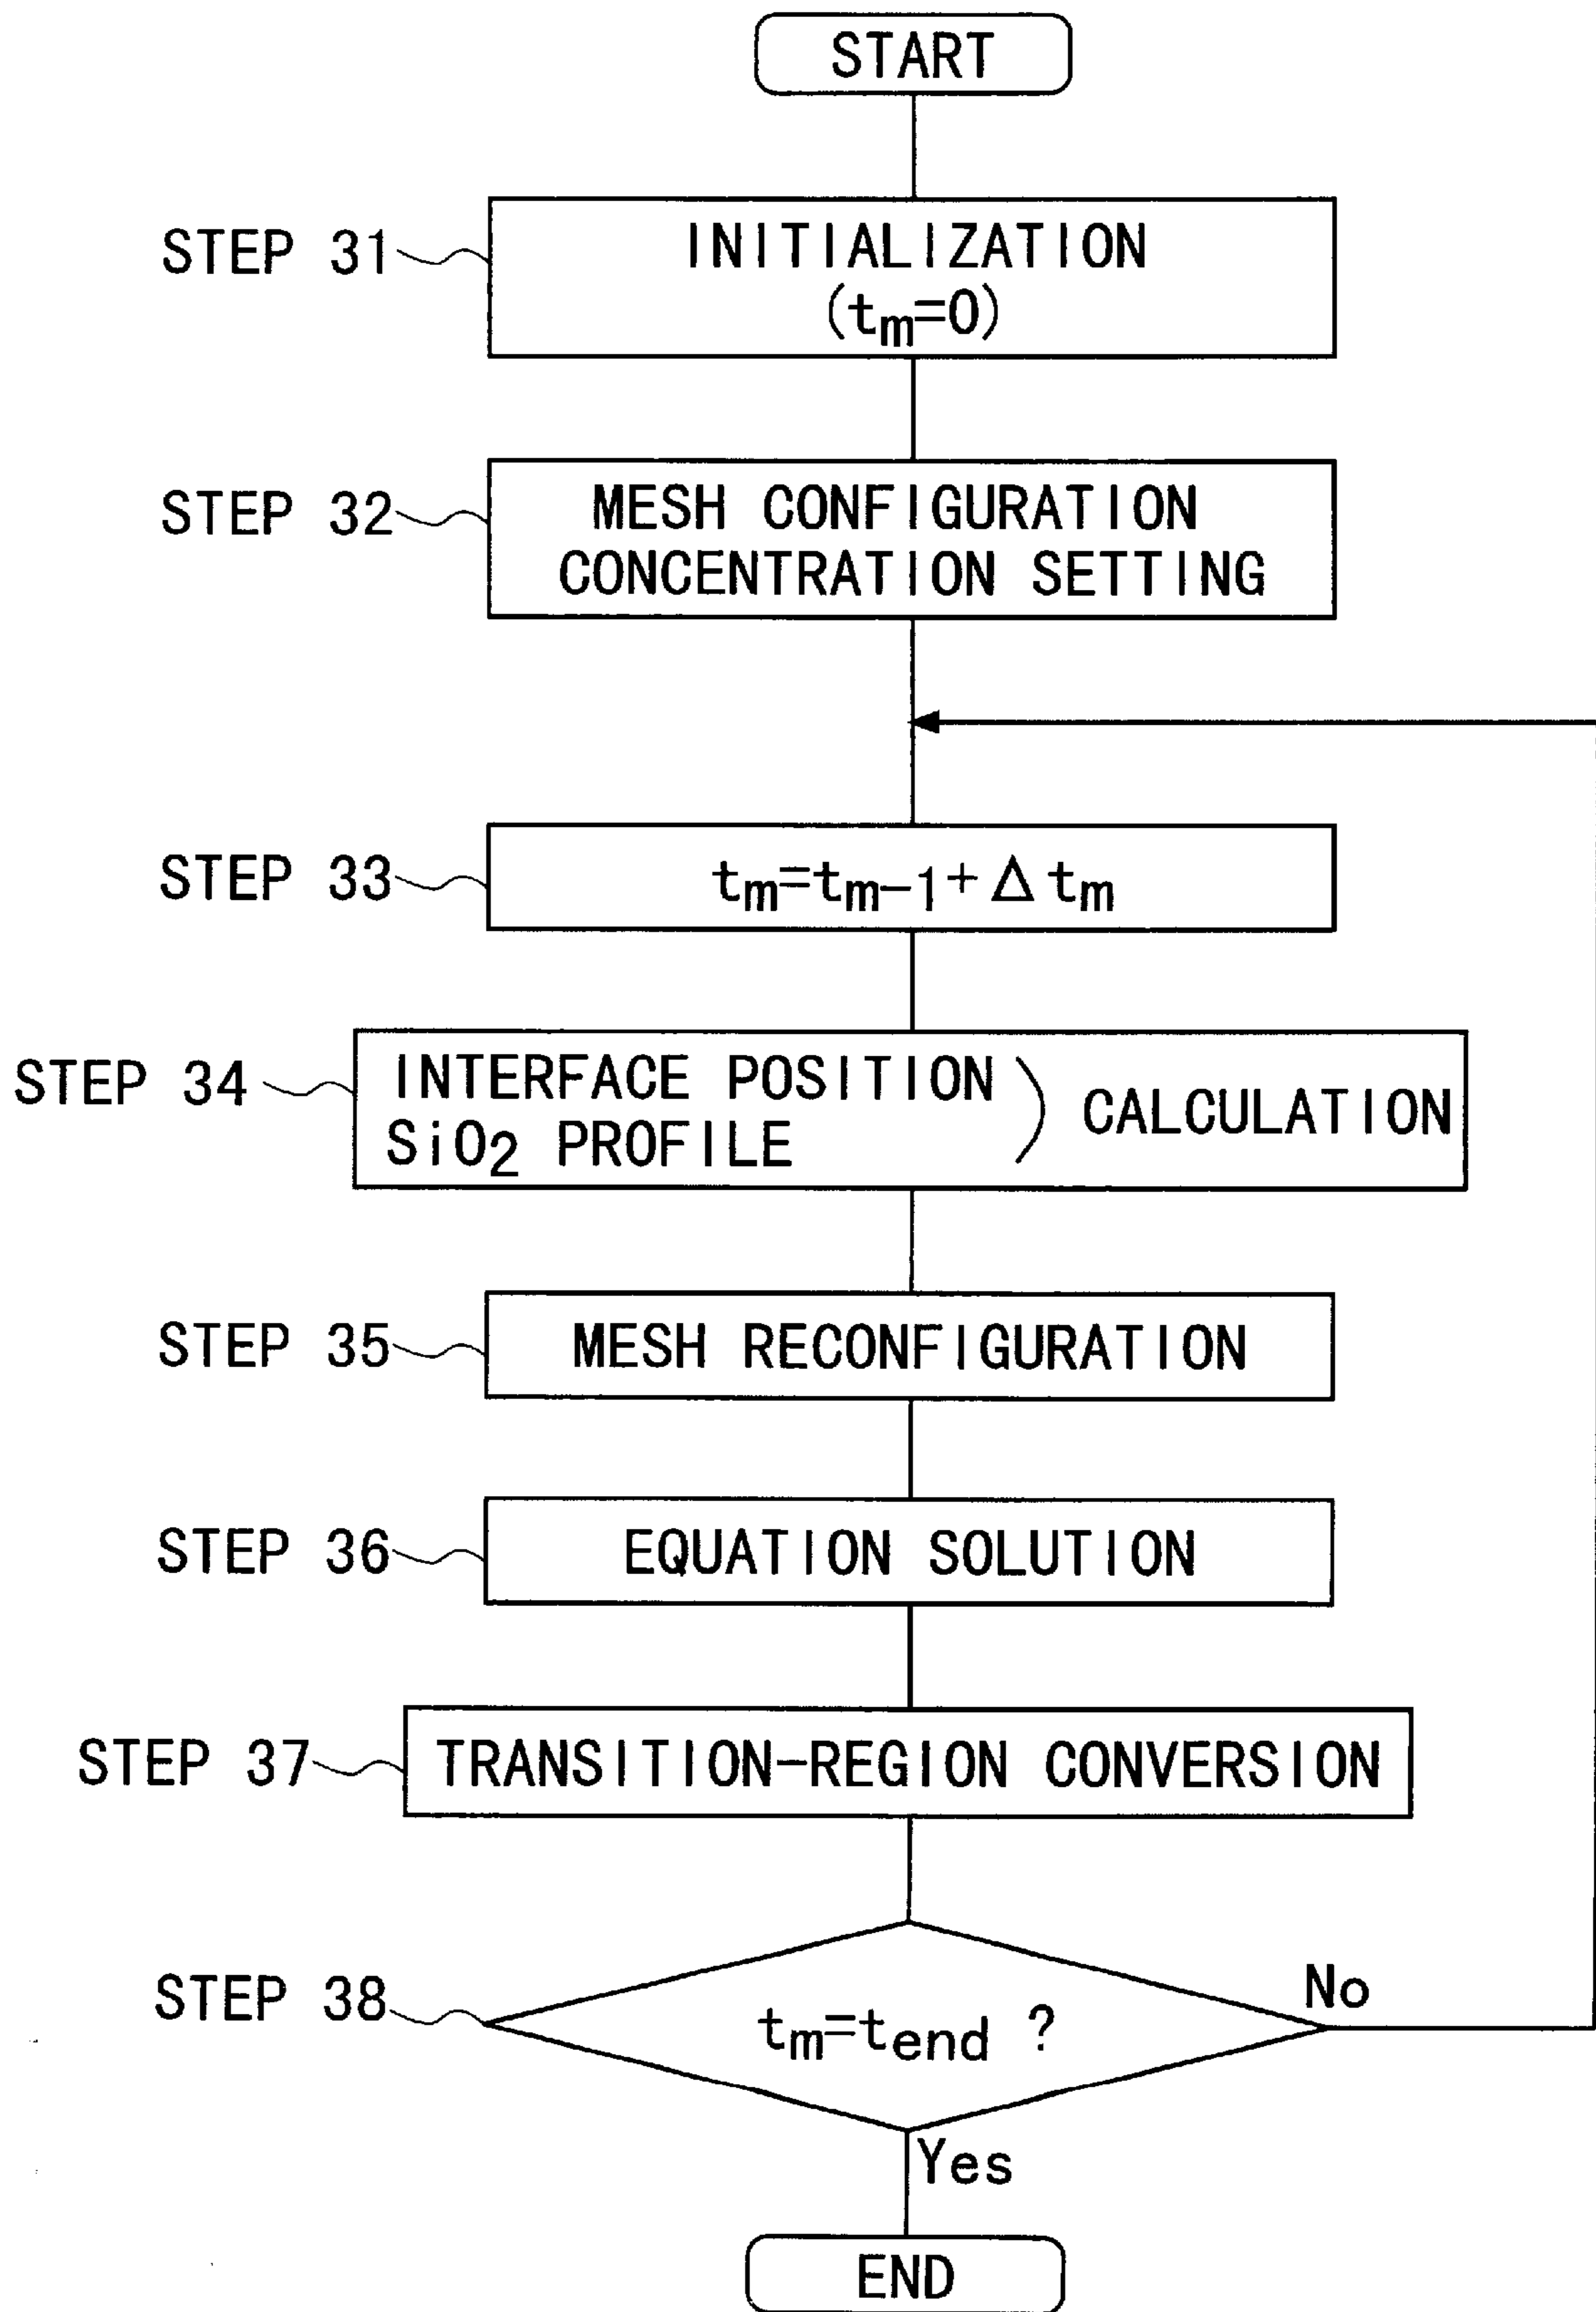 START
STEP 31
INITIALIZATION
(tm=0)
STEP 32
MESH CONFIGURATION
CONCENTRATION SETTING
STEP 33
tm=tm-1+Δtm
STEP 34
INTERFACE POSITION
SiO2 PROFILE
) CALCULATION
STEP 35
MESH RECONFIGURATION
STEP 36
EQUATION SOLUTION
STEP 37
TRANSITION-REGION CONVERSION
STEP 38
tm=tend ?
No
Yes
END